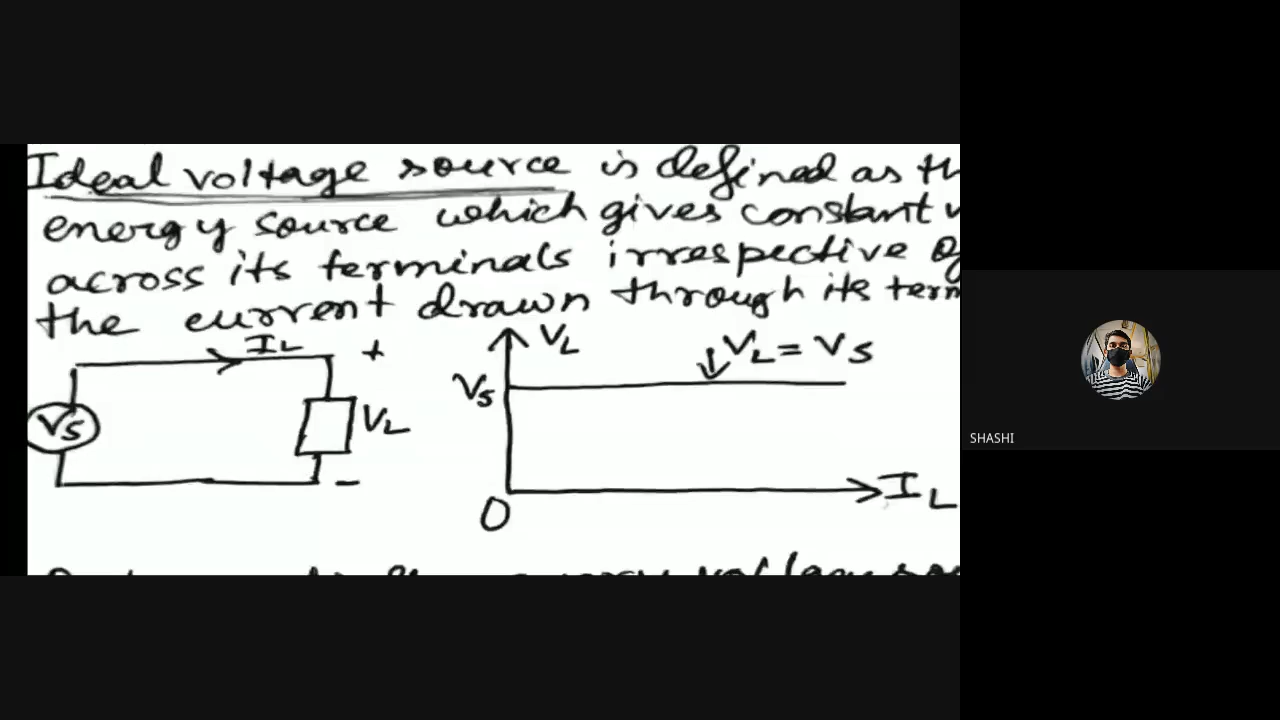 Ideal voltage source is defined as th
energy source which gives constant v
across its terminals irrespective of
the current drawn through its term
IL
+
VL
VL = VS
VS
VS
VL
-
IL
O
SHASHI